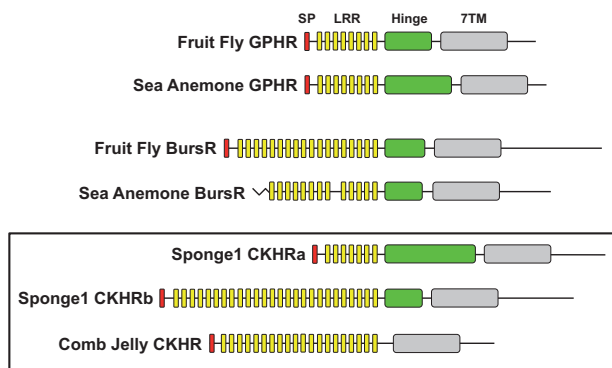 SP LRR Hinge 7TM
Fruit Fly GPHR
Sea Anemone GPHR
Fruit Fly BursR
Sea Anemone BursR
Sponge1 CKHRa
Sponge1 CKHRb
Comb Jelly CKHR